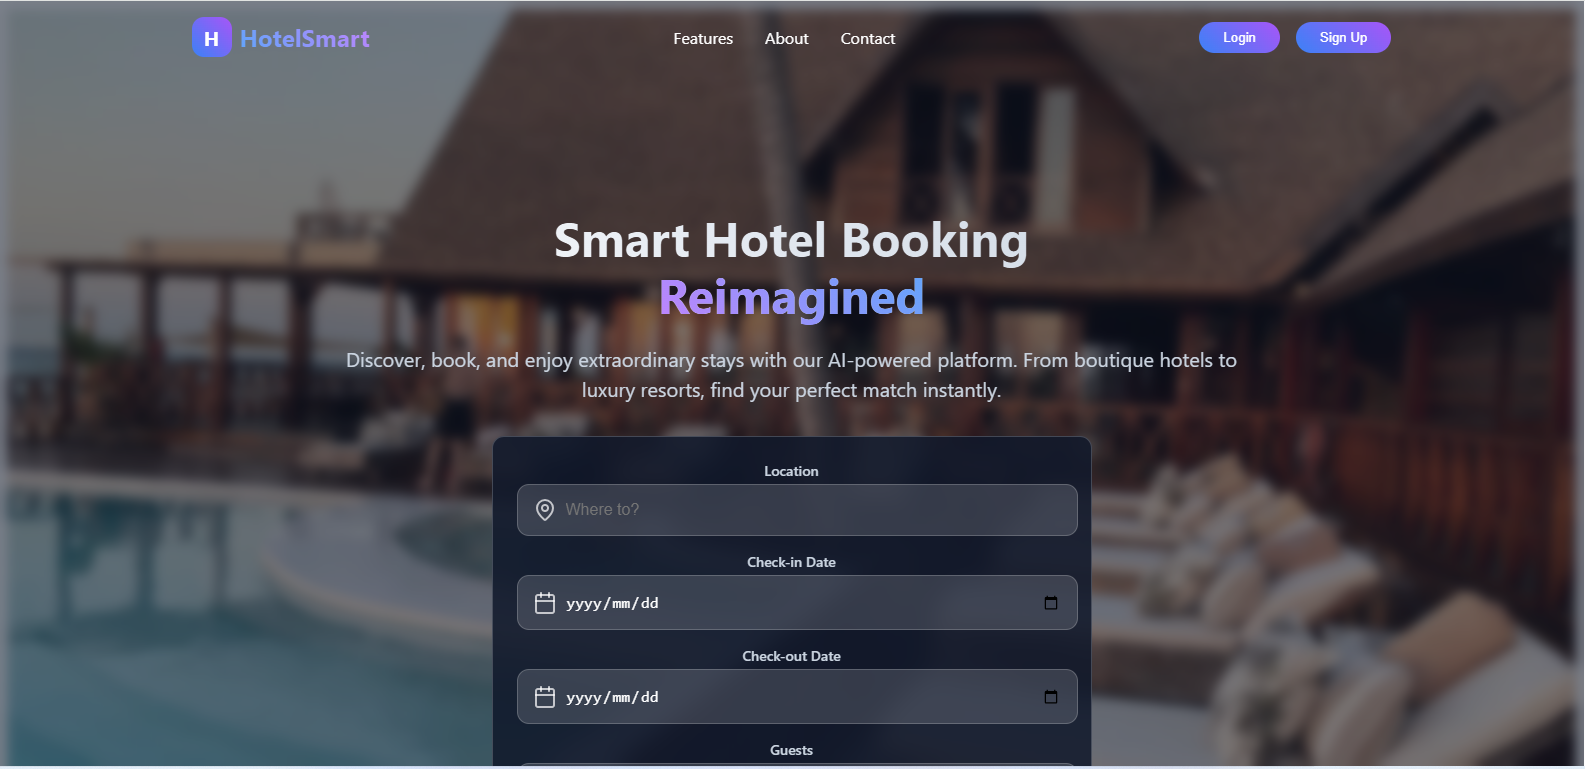 H HotelSmart Features About Contact Login Sign Up
Smart Hotel Booking
Reimagined
Discover, book, and enjoy extraordinary stays with our AI-powered platform. From boutique hotels to
luxury resorts, find your perfect match instantly.
Location
Where to?
Check-in Date
yyyy/mm/dd
Check-out Date
yyyy/mm/dd
Guests